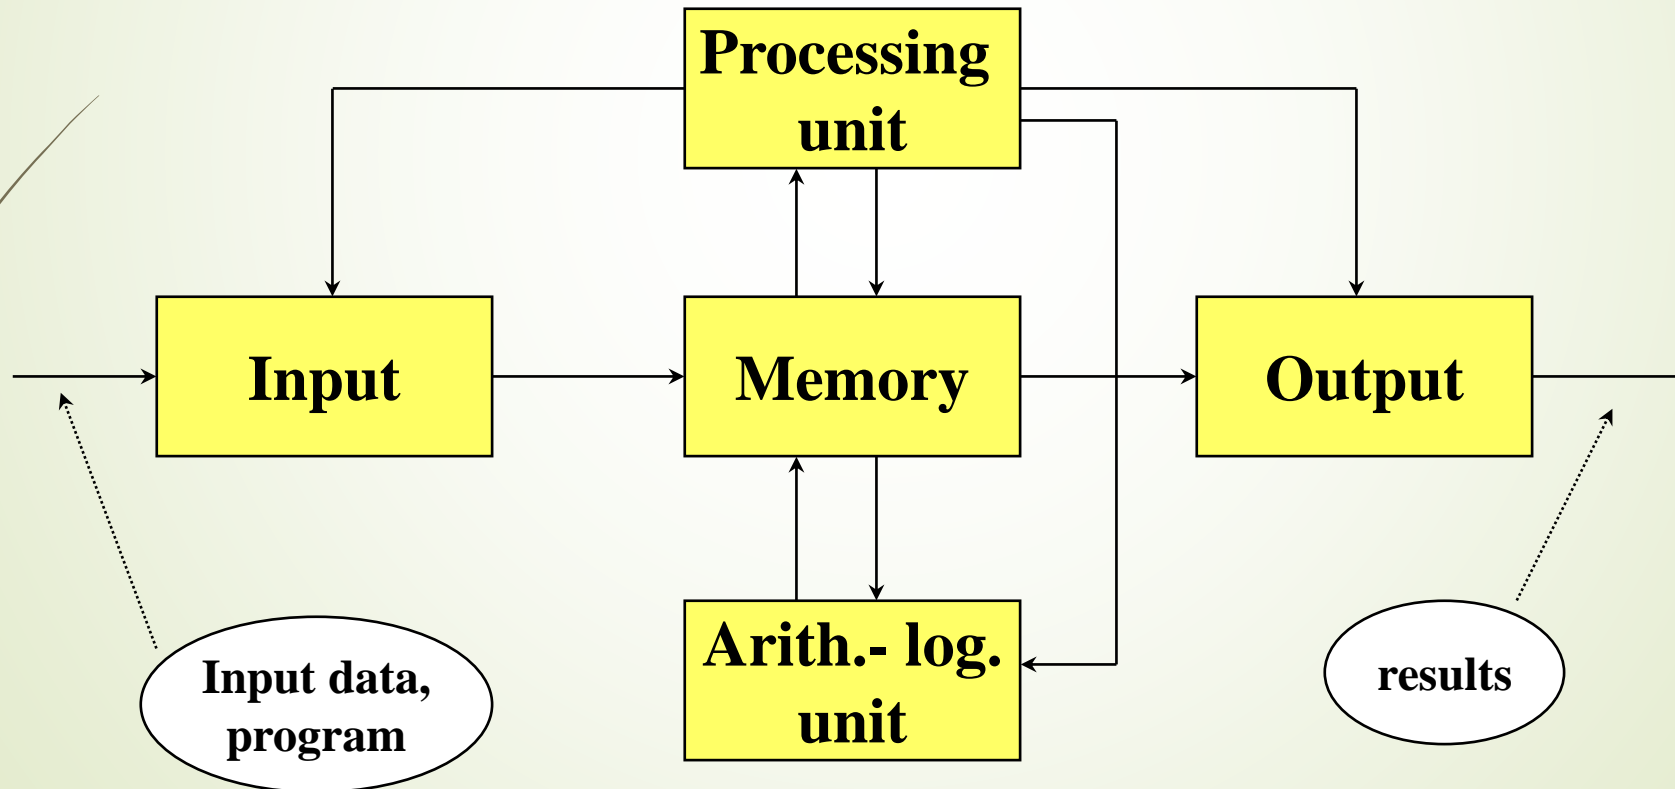 Processing
unit
Input
Memory
Output
Arith.- log.
unit
Input data,
program
results